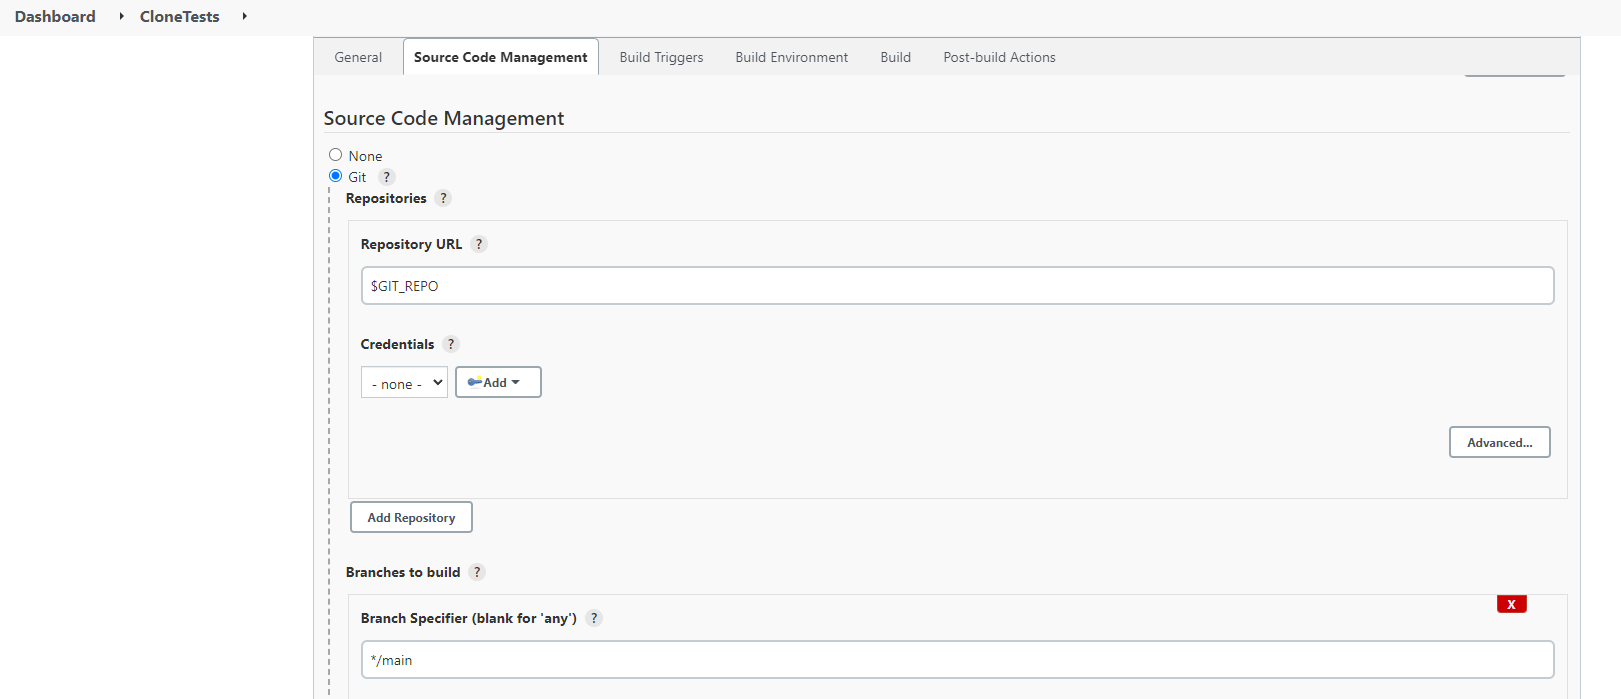 Dashboard CloneTests
General Source Code Management Build Triggers Build Environment Build Post-build Actions
Source Code Management
None
Git ?
Repositories ?
Repository URL ?
$GIT_REPO
Credentials ?
- none - Add
Advanced...
Add Repository
Branches to build ?
X
Branch Specifier (blank for 'any') ?
*/main